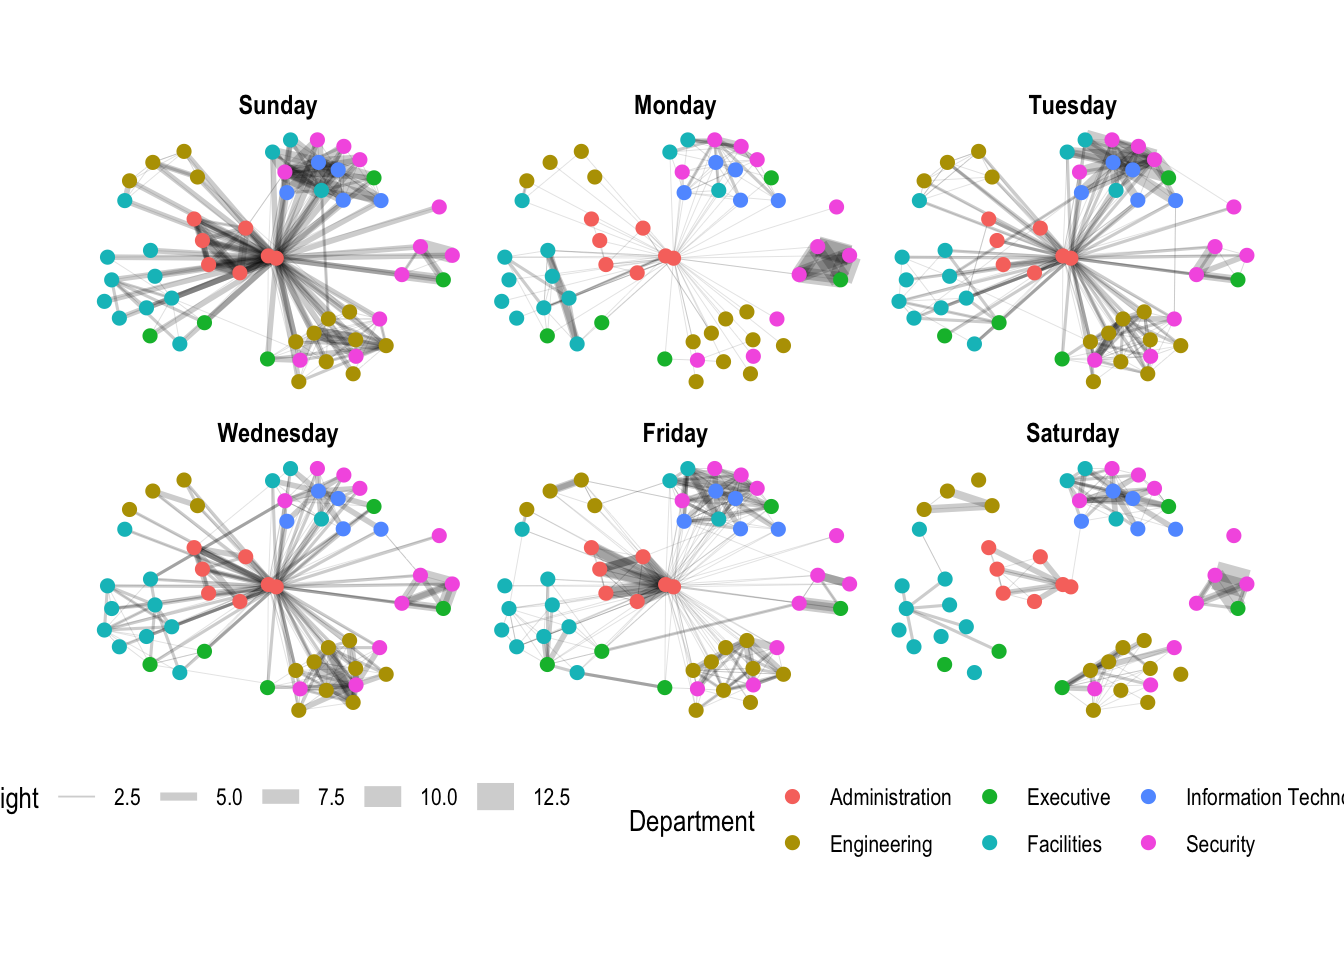 Sunday Monday Tuesday
Wednesday Friday Saturday
ight 2.5 5.0 7.5 10.0 12.5
Department
Administration Executive Information Techno
Engineering Facilities Security